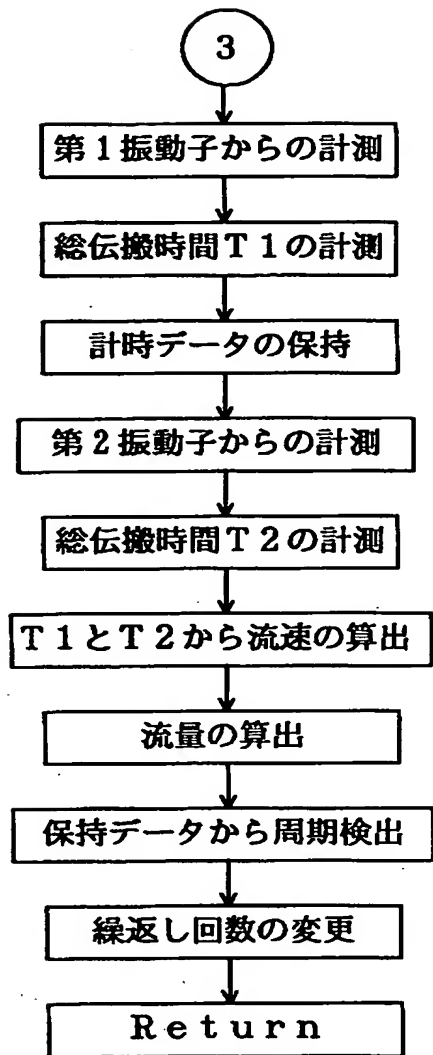 3
第1振動子からの計測
総伝搬時間T1の計測
計時データの保持
第2振動子からの計測
総伝搬時間T2の計測
T1とT2から流速の算出
流量の算出
保持データから周期検出
繰返し回数の変更
Return